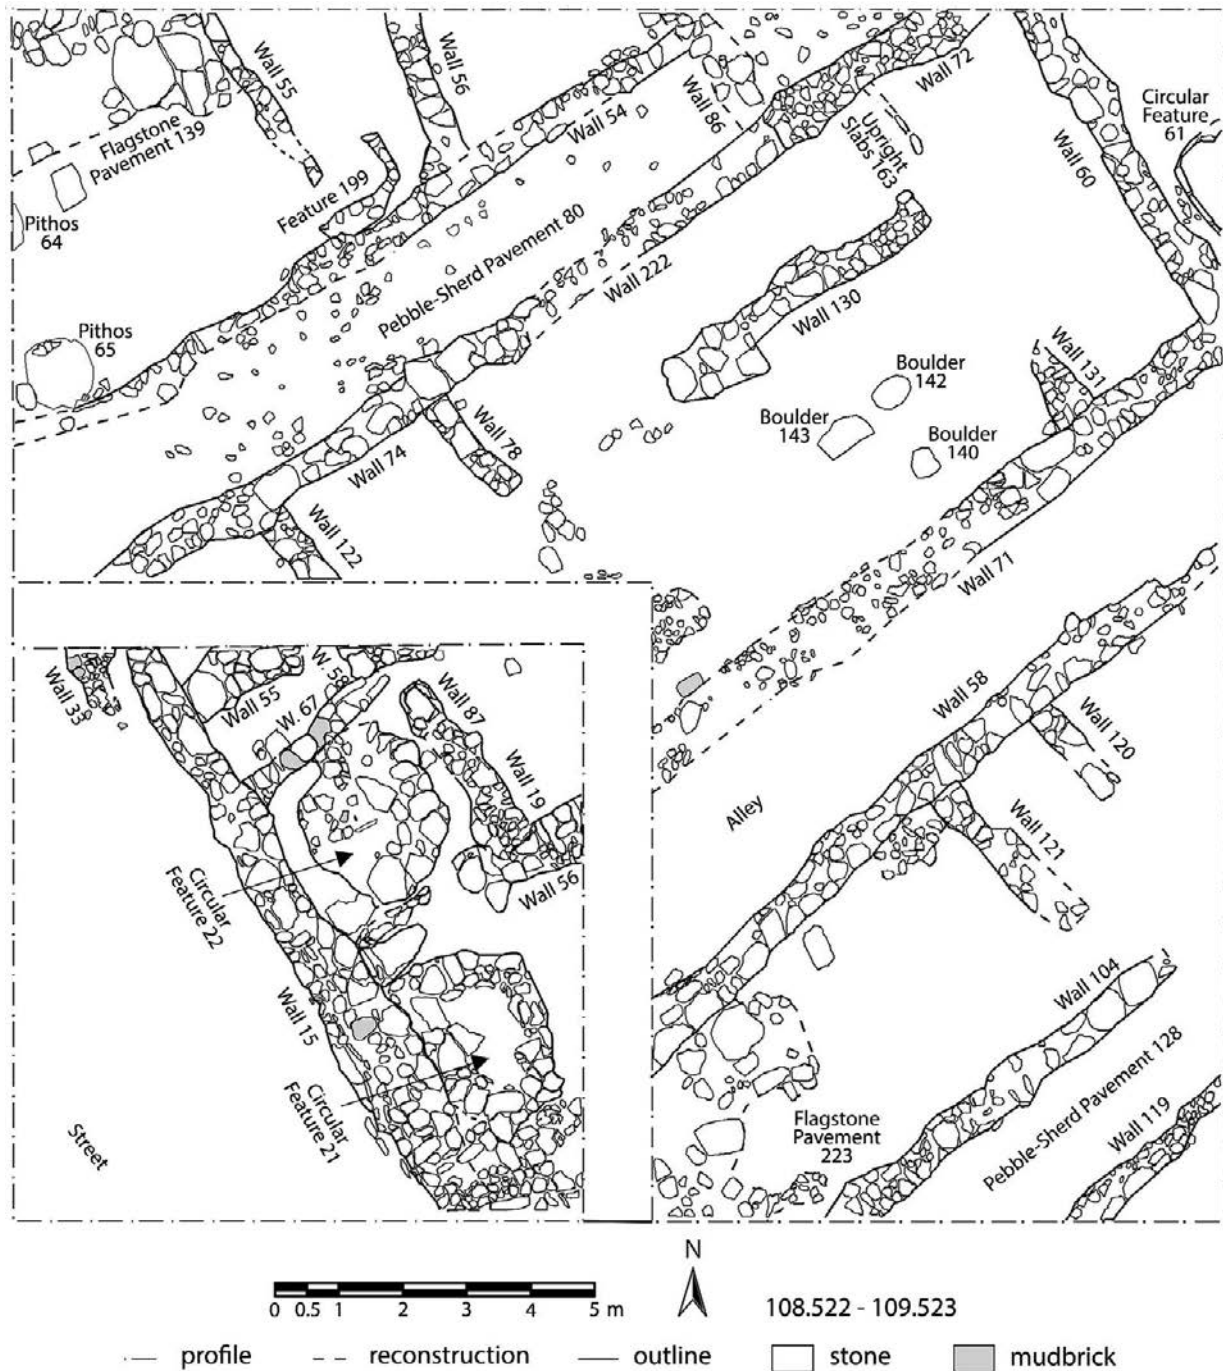 Wall 55
Wall 56
Wall 54
Wall 86
Wall 72
Upright
Slabs 163
Wall 60
Circular
Feature
61
Flagstone
Pavement 139
Feature 199
Pithos
64
Pebble-Sherd Pavement 80
Wall 222
Wall 130
Pithos
65
Boulder
142
Boulder
143
Boulder
140
Wall 131
Wall 78
Wall 74
Wall 122
Wall 71
Wall 33
Wall 55
W. 58
W. 67
Wall 87
Wall 19
Wall 56
Circular
Feature 22
Wall 15
Circular
Feature 21
Street
Alley
Wall 58
Wall 120
Wall 121
Wall 104
Pebble-Sherd Pavement 128
Wall 119
Flagstone
Pavement
223
N
0 0.5 1 2 3 4 5 m
108.522 - 109.523
profile
reconstruction
outline
stone
mudbrick